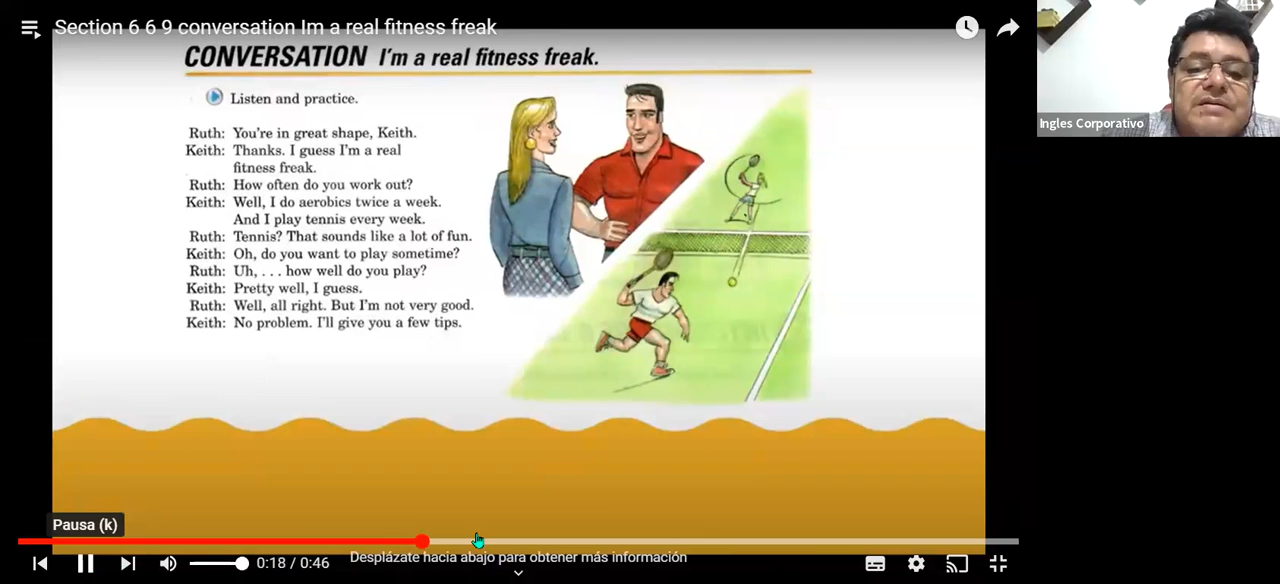 Section 6 6 9 conversation Im a real fitness freak
CONVERSATION I'm a real fitness freak.
Listen and practice.
Ruth: You're in great shape, Keith.
Keith: Thanks. I guess I'm a real
fitness freak.
Ruth: How often do you work out?
Keith: Well, I do aerobics twice a week.
And I play tennis every week.
Ruth: Tennis? That sounds like a lot of fun.
Keith: Oh, do you want to play sometime?
Ruth: Uh, . . . how well do you play?
Keith: Pretty well, I guess.
Ruth: Well, all right. But I'm not very good.
Keith: No problem. I'll give you a few tips.
Ingles Corporativo
Pausa (k)
0:18 / 0:46
Desplázate hacia abajo para obtener más información